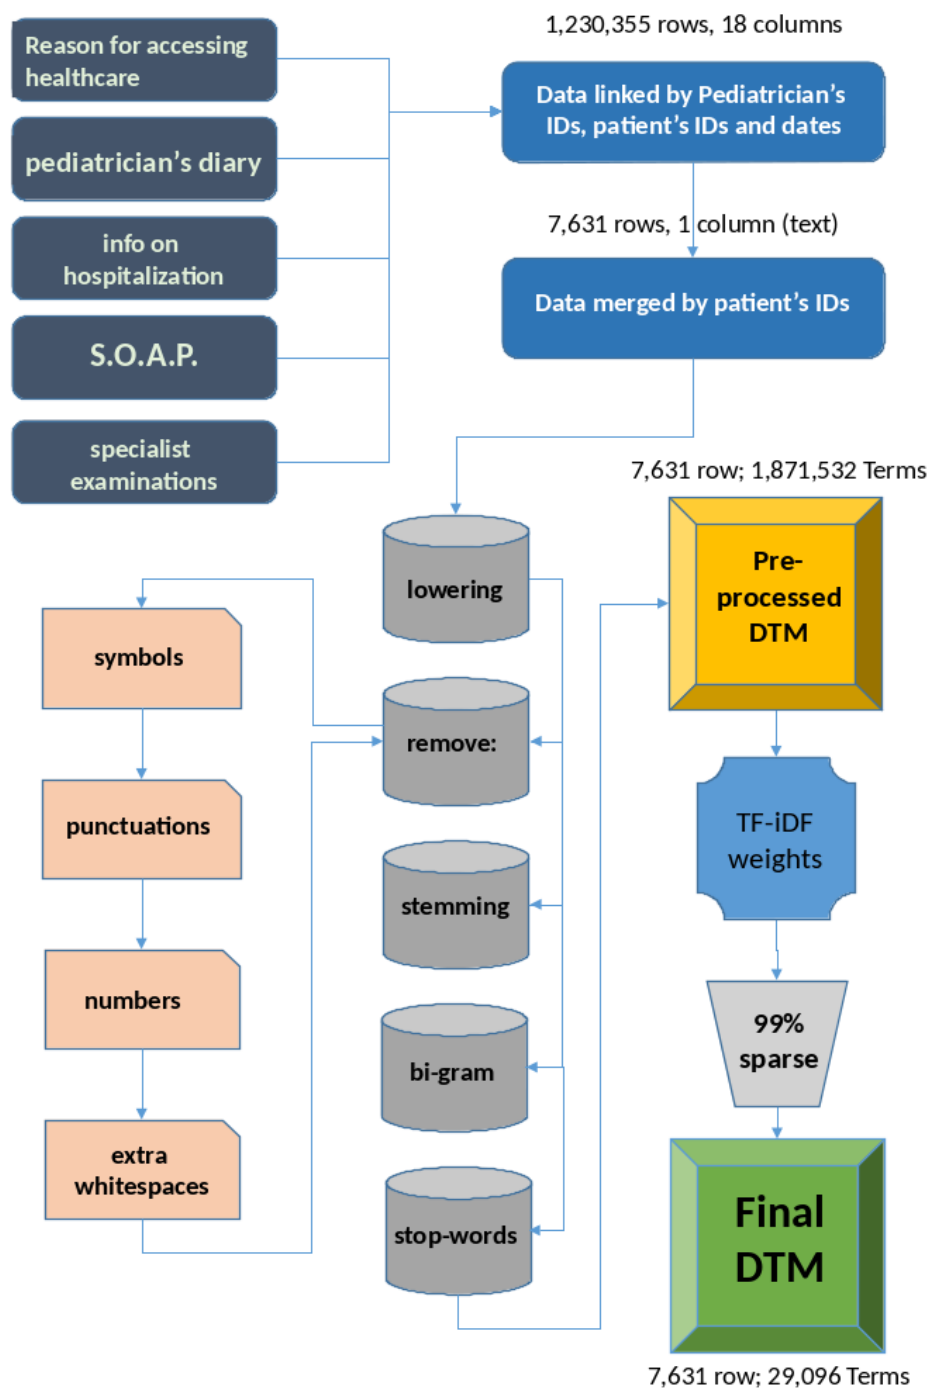 Reason for accessing
healthcare
pediatrician's diary
info on
hospitalization
S.O.A.P.
specialist
examinations
1,230,355 rows, 18 columns
Data linked by Pediatrician's
IDs, patient's IDs and dates
7,631 rows, 1 column (text)
Data merged by patient's IDs
lowering
remove:
symbols
punctuations
numbers
extra
whitespaces
stemming
bi-gram
stop-words
7,631 row; 1,871,532 Terms
Pre-
processed
DTM
TF-iDF
weights
99%
sparse
Final
DTM
7,631 row; 29,096 Terms